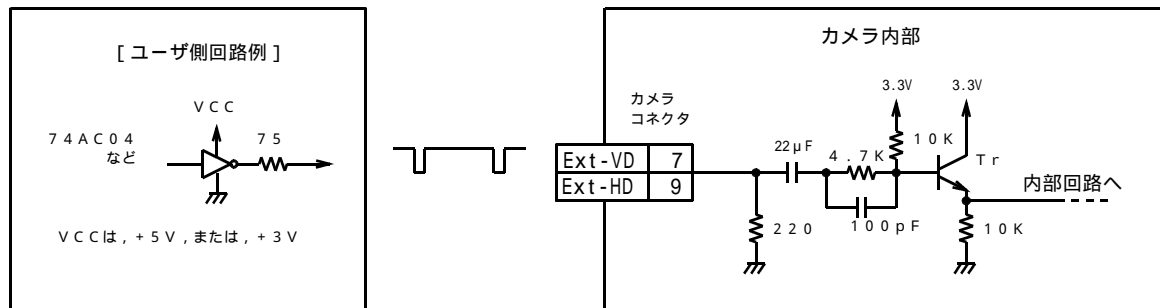 [ユーザ側回路例]
VCC
74AC04
など
75
VCCは,+5V,または,+3V
カメラ内部
カメラ
コネクタ
Ext-VD 7
Ext-HD 9
3.3V
3.3V
22μF
4.7K
10K
Tr
内部回路へ
220
100pF
10K